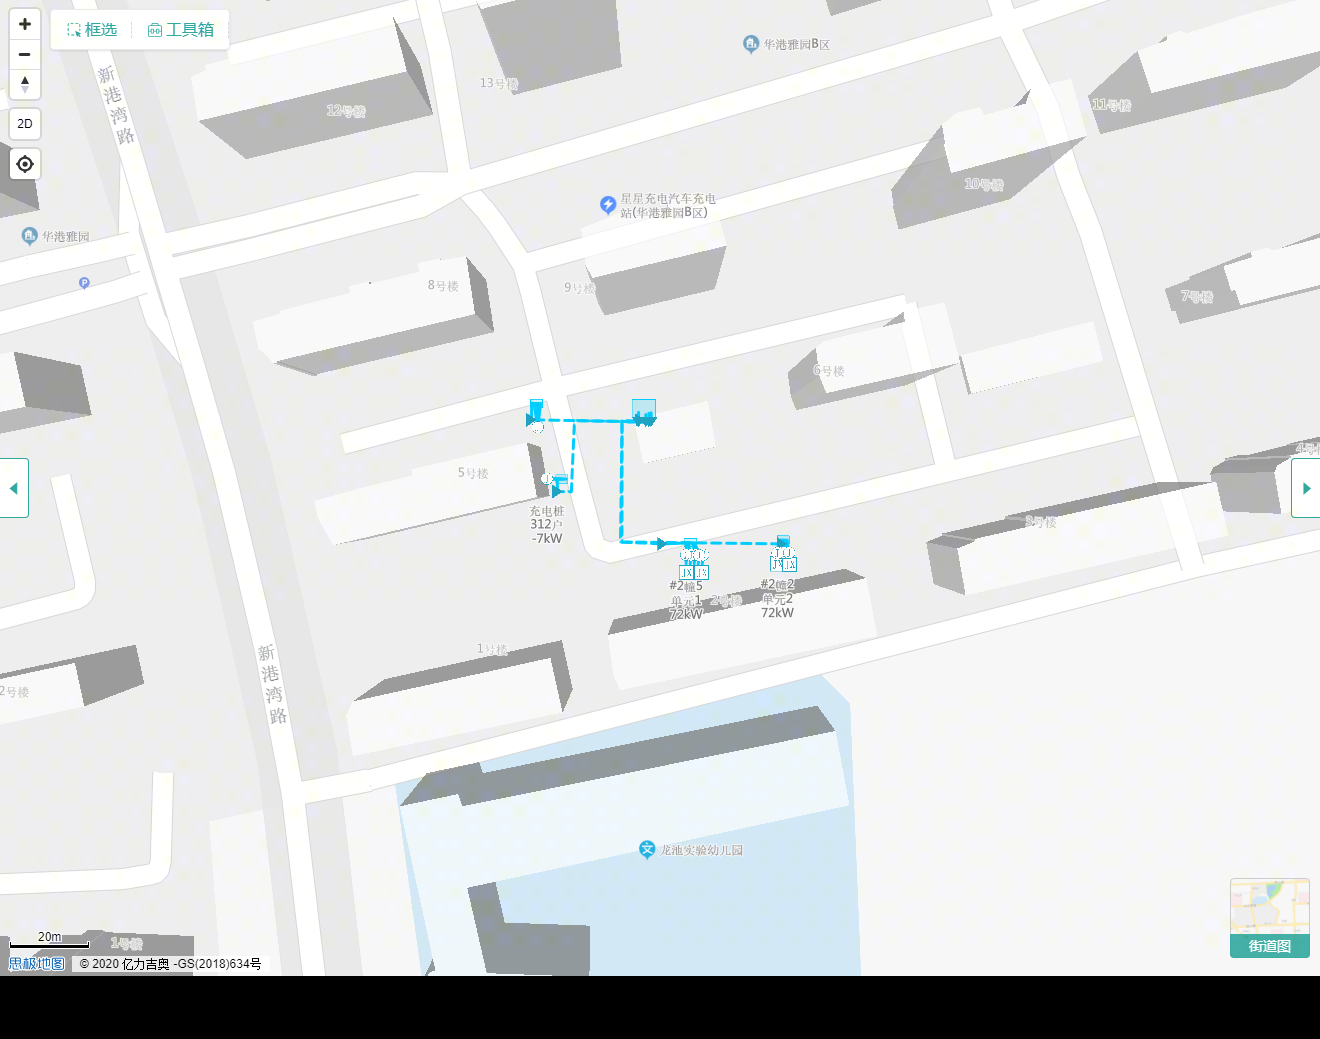 框选
工具箱
2D
新港湾路
华港雅园B区
13号楼
12号楼
11号楼
10号楼
星星充电汽车充电
站(华港雅园B区)
华港雅园
P
8号楼
9号楼
7号楼
6号楼
5号楼
充电桩
312户
-7kW
3号楼
#2幢5
单元1
72kW
2号楼
#2幢2
单元2
72kW
1号楼
新港湾路
2号楼
文
龙池实验幼儿园
1号楼
20m
思极地图
© 2020 亿力吉奥 -GS(2018)634号
街道图